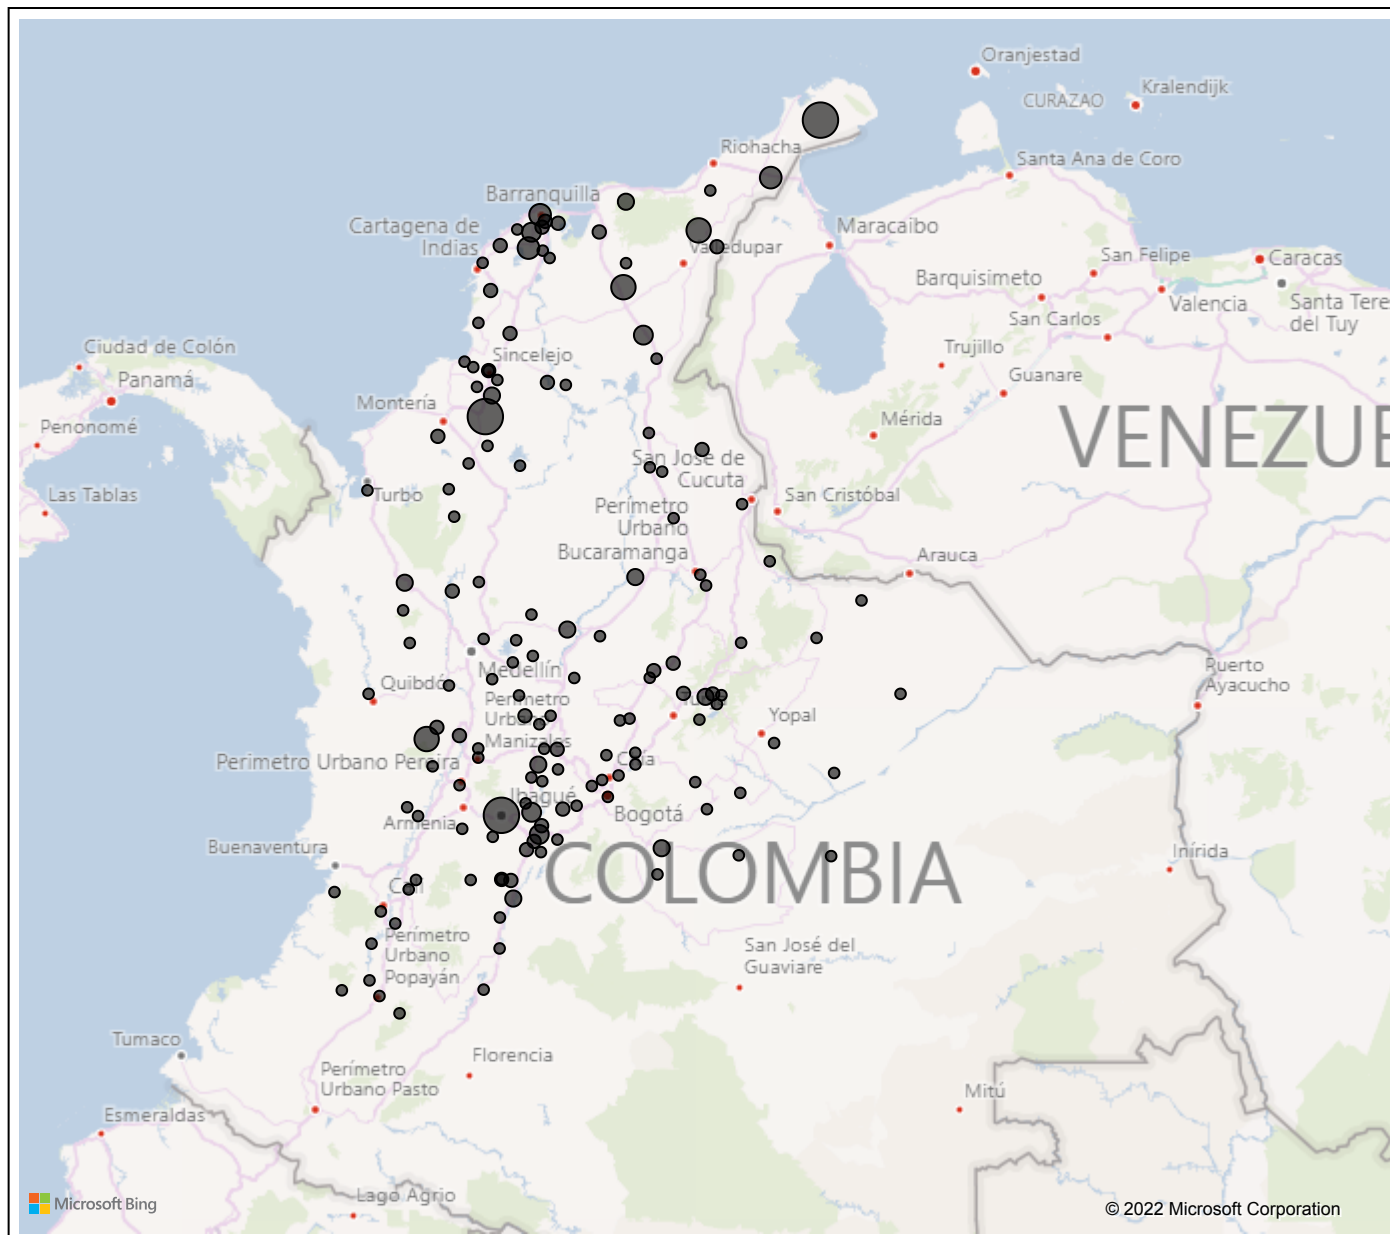 Oranjestad
Kralendijk
CURAZAO
Riohacha
Santa Ana de Coro
Barranquilla
Cartagena de
Indias
Maracaibo
San Felipe
Caracas
Barquisimeto
Valencia
Santa Tere
del Tuy
San Carlos
Ciudad de Colón
Sincelejo
Trujillo
Panamá
Guanare
Montería
Mérida
VENEZUE
Penonomé
San José de
Cucuta
Las Tablas
Turbo
San Cristóbal
Perímetro
Urbano
Bucaramanga
Arauca
Medellín
Puerto
Ayacucho
Quibdó
Perímetro
Manizales
Yopal
Perimetro Urbano Pereira
Ibagué
Bogotá
Armenia
Buenaventura
COLOMBIA
Inírida
Perímetro
Urbano
Popayán
San José del
Guaviare
Tumaco
Florencia
Perímetro
Urbano Pasto
Mitú
Esmeraldas
Lago Agrio
Microsoft Bing
© 2022 Microsoft Corporation